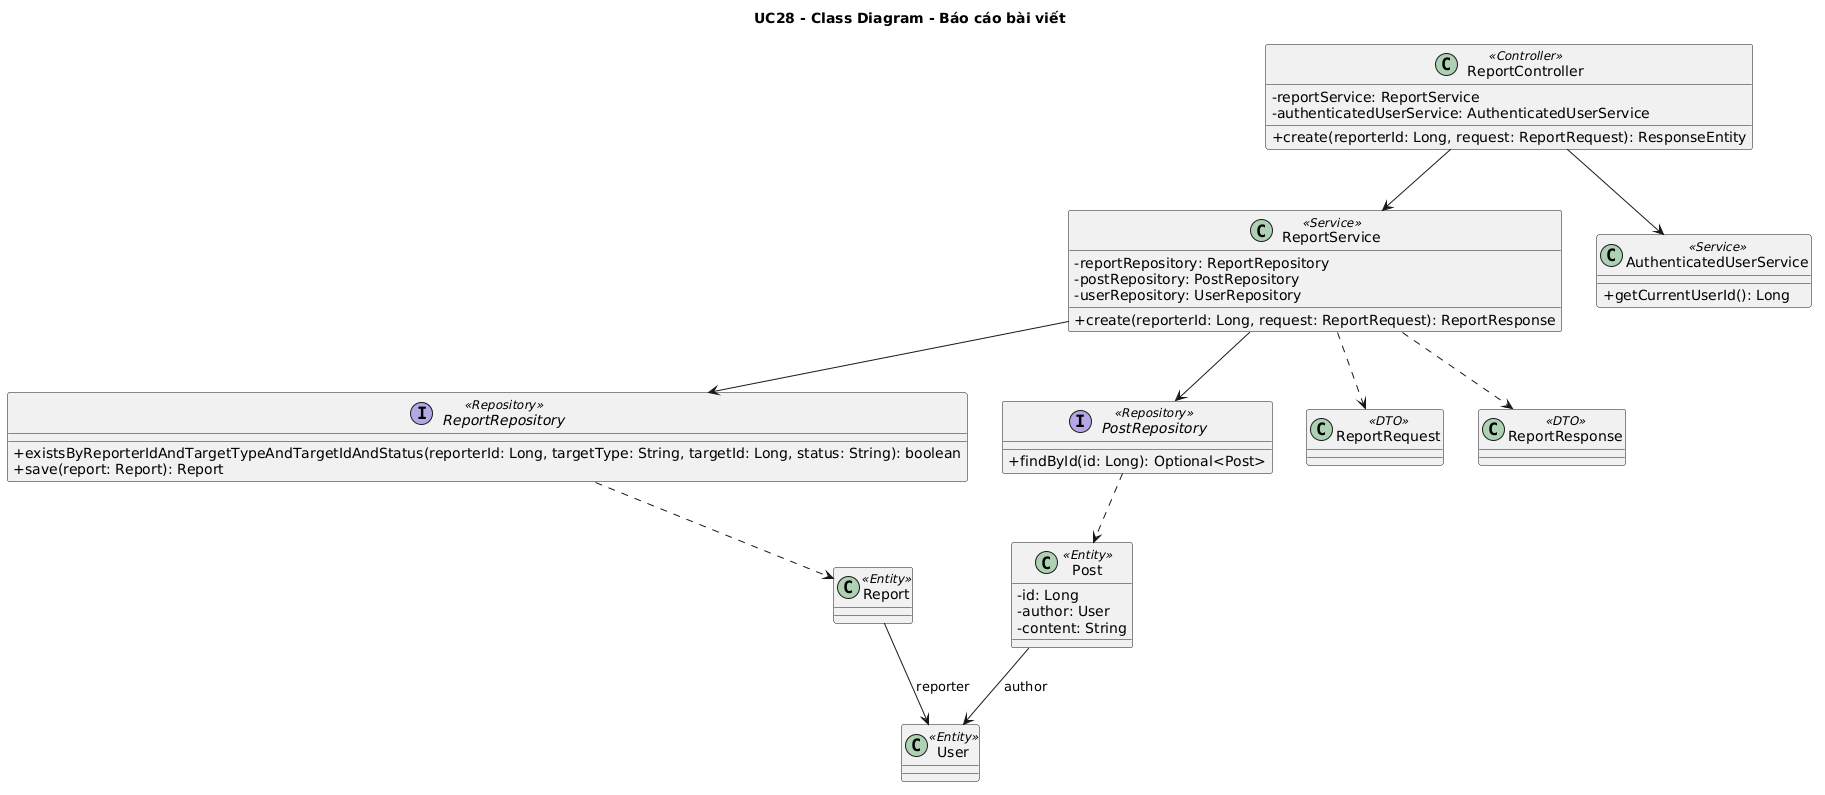 UC28 - Class Diagram - Báo cáo bài viết
«Controller»
C ReportController
-reportService: ReportService
-authenticatedUserService: AuthenticatedUserService
+create(reporterId: Long, request: ReportRequest): ResponseEntity
«Service»
C ReportService
-reportRepository: ReportRepository
-postRepository: PostRepository
-userRepository: UserRepository
+create(reporterId: Long, request: ReportRequest): ReportResponse
«Service»
C AuthenticatedUserService
+getCurrentUserId(): Long
«Repository»
I ReportRepository
+existsByReporterIdAndTargetTypeAndTargetIdAndStatus(reporterId: Long, targetType: String, targetId: Long, status: String): boolean
+save(report: Report): Report
«Repository»
I PostRepository
+findById(id: Long): Optional<Post>
«DTO»
C ReportRequest
«DTO»
C ReportResponse
«Entity»
C Report
«Entity»
C Post
-id: Long
-author: User
-content: String
reporter
author
«Entity»
C User